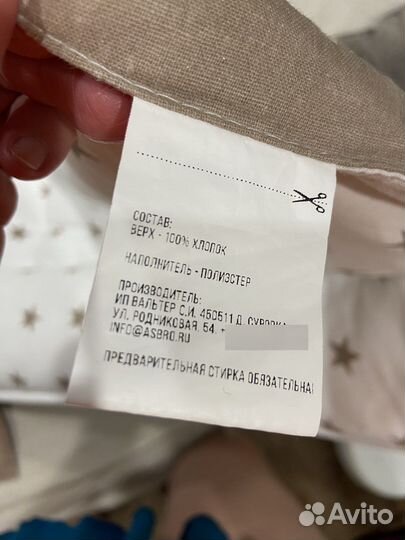 СОСТАВ:
ВЕРХ - 100% ХЛОПОК
НАПОЛНИТЕЛЬ - ПОЛИЭСТЕР
ПРОИЗВОДИТЕЛЬ:
ИП ВАЛЬТЕР С.И. 450511 Д.
УЛ. РОДНИКОВАЯ, 54, +
INFO@ASBRO.RU
ПРЕДВАРИТЕЛЬНАЯ СТИРКА ОБЯЗАТЕЛЬНА
Avito